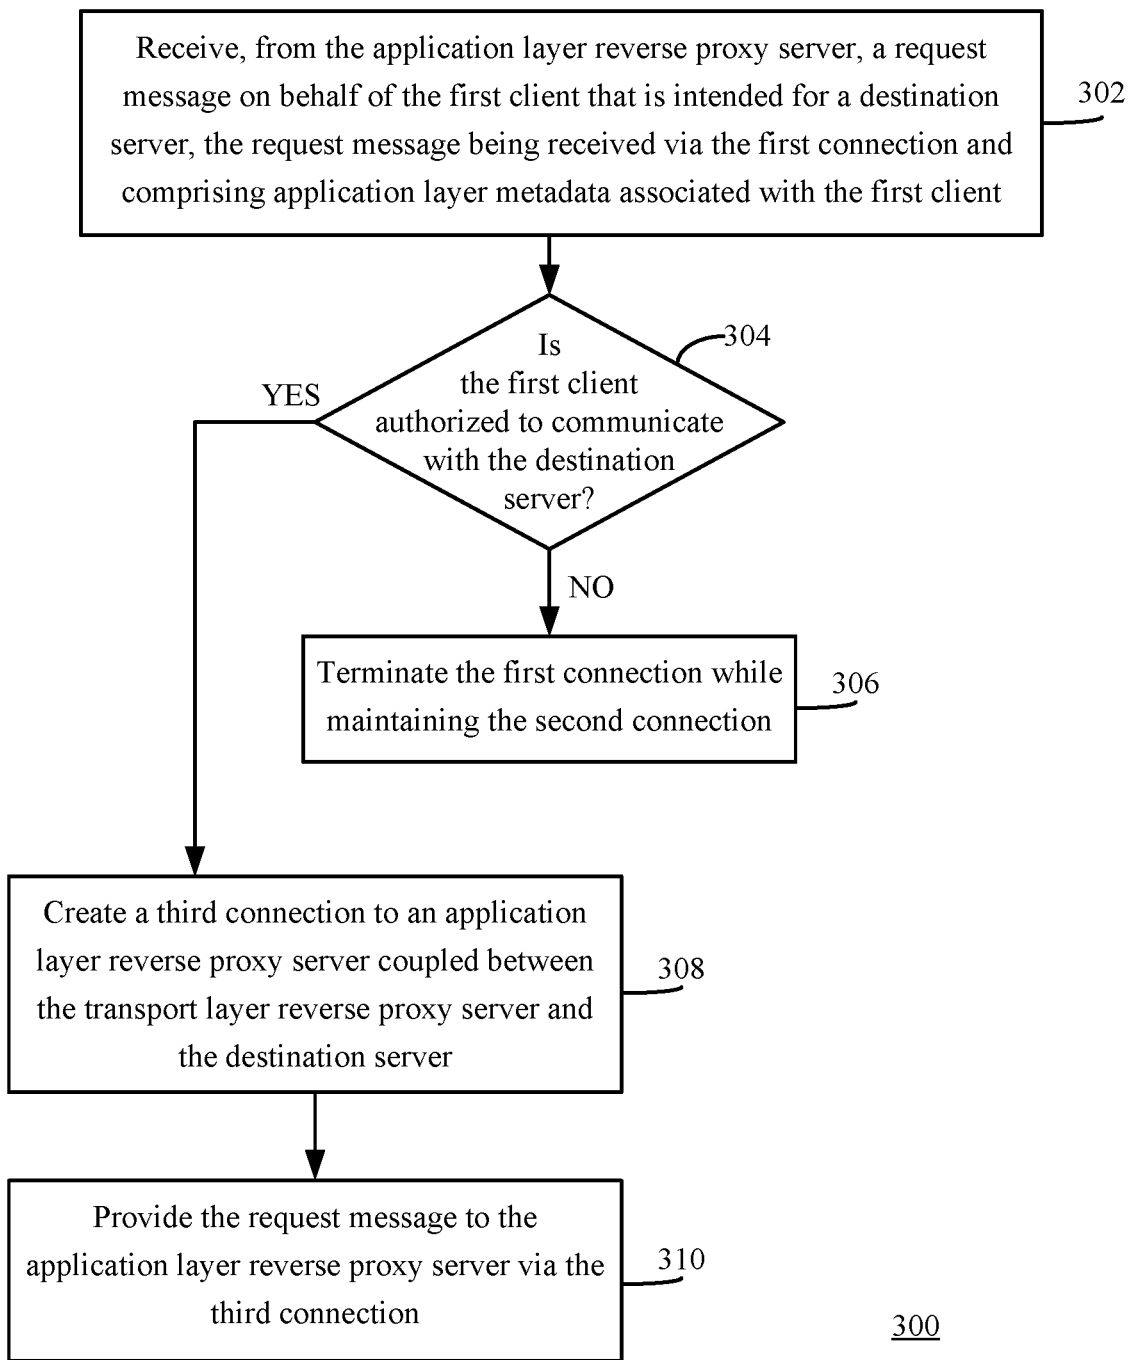 Receive, from the application layer reverse proxy server, a request
message on behalf of the first client that is intended for a destination
server, the request message being received via the first connection and
comprising application layer metadata associated with the first client
302
Is
the first client
authorized to communicate
with the destination
server?
304
YES
NO
Terminate the first connection while
maintaining the second connection
306
Create a third connection to an application
layer reverse proxy server coupled between
the transport layer reverse proxy server and
the destination server
308
Provide the request message to the
application layer reverse proxy server via the
third connection
310
300